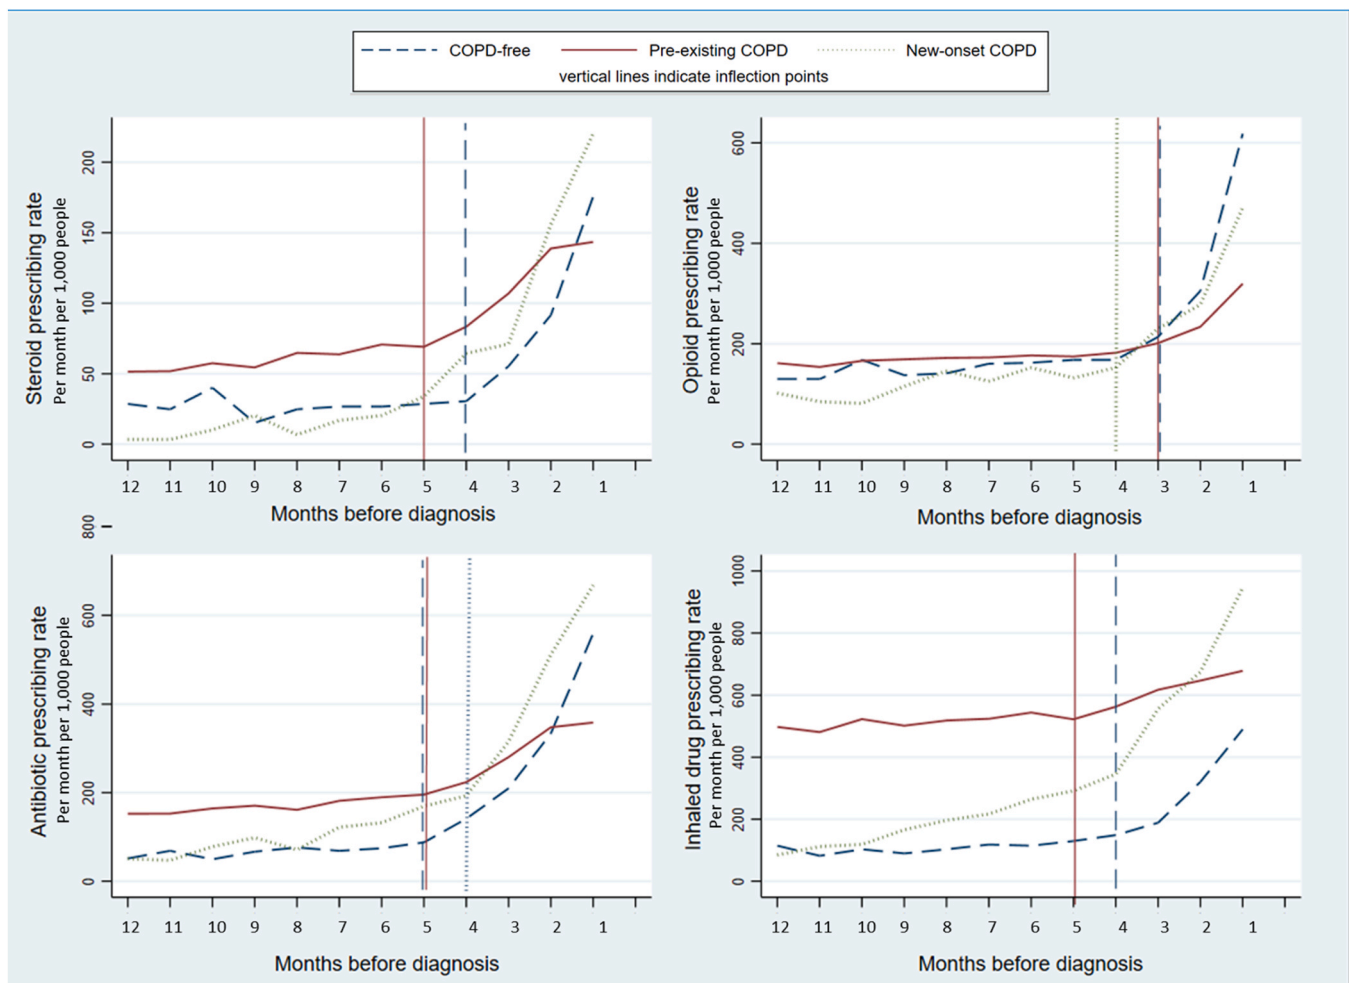 COPD-free Pre-existing COPD New-onset COPD
vertical lines indicate inflection points
Steroid prescribing rate
Per month per 1,000 people
200
150
100
50
0
12 11 10 9 8 7 6 5 4 3 2 1
Months before diagnosis
Opioid prescribing rate
Per month per 1,000 people
600
400
200
0
12 11 10 9 8 7 6 5 4 3 2 1
Months before diagnosis
Antibiotic prescribing rate
Per month per 1,000 people
800
600
400
200
0
12 11 10 9 8 7 6 5 4 3 2 1
Months before diagnosis
Inhaled drug prescribing rate
Per month per 1,000 people
1000
800
600
400
200
0
12 11 10 9 8 7 6 5 4 3 2 1
Months before diagnosis